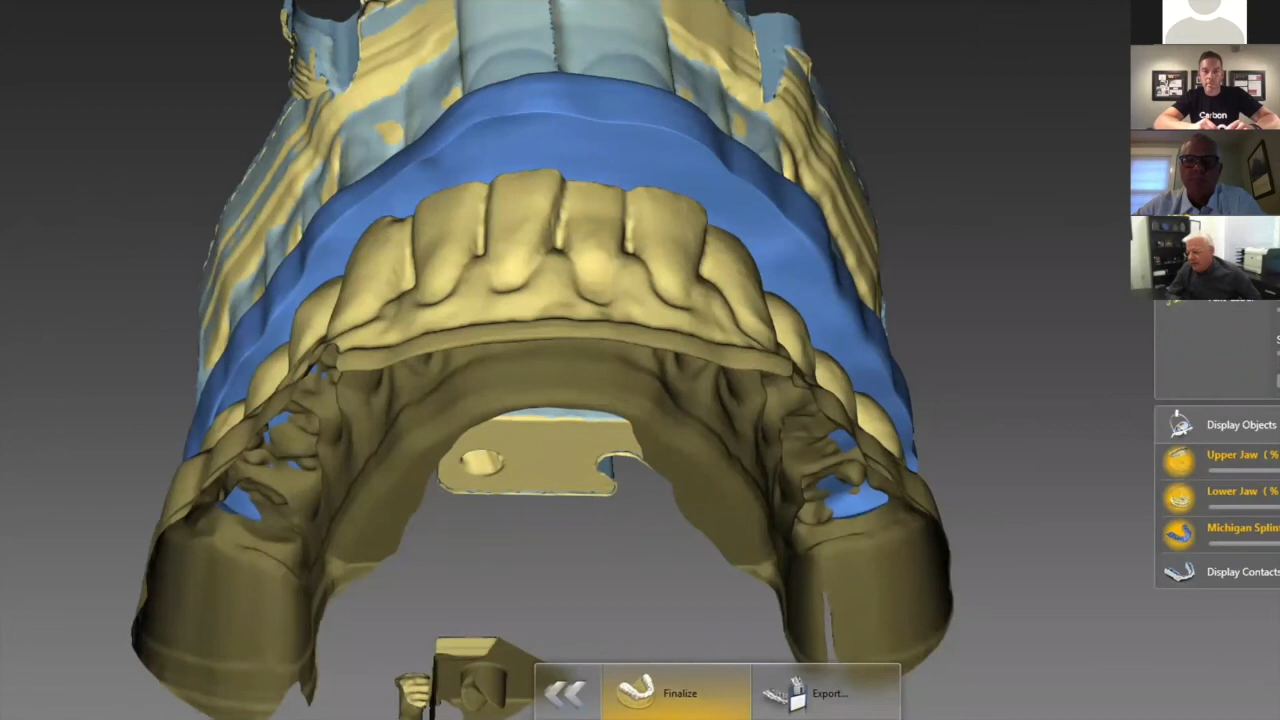 Carbon
Display Objects
Upper Jaw ( %
Lower Jaw ( %
Michigan Splin
Display Contacts
Finalize
Export...